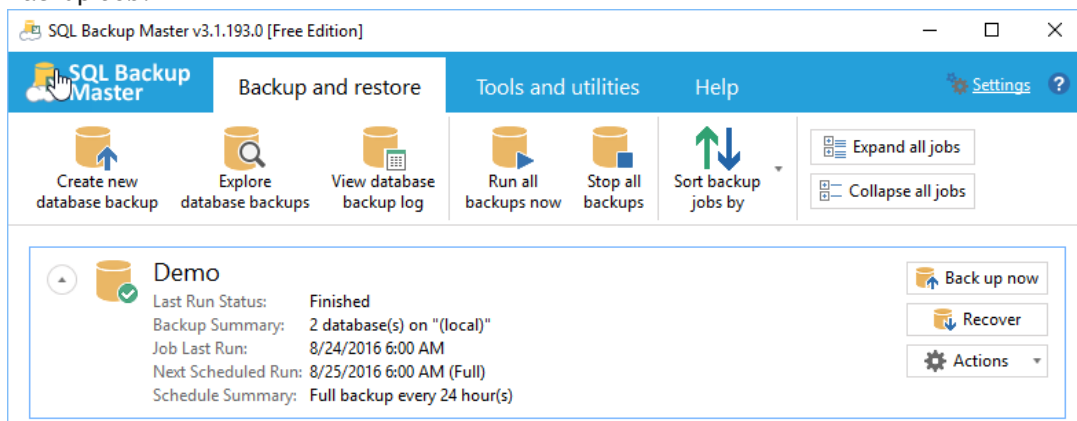 SQL Backup Master v3.1.193.0 [Free Edition]
SQL Backup
Master
Backup and restore
Tools and utilities
Help
Settings
?
Create new
database backup
Explore
database backups
View database
backup log
Run all
backups now
Stop all
backups
Sort backup
jobs by
Expand all jobs
Collapse all jobs
Demo
Last Run Status: Finished
Backup Summary: 2 database(s) on "(local)"
Job Last Run: 8/24/2016 6:00 AM
Next Scheduled Run: 8/25/2016 6:00 AM (Full)
Schedule Summary: Full backup every 24 hour(s)
Back up now
Recover
Actions